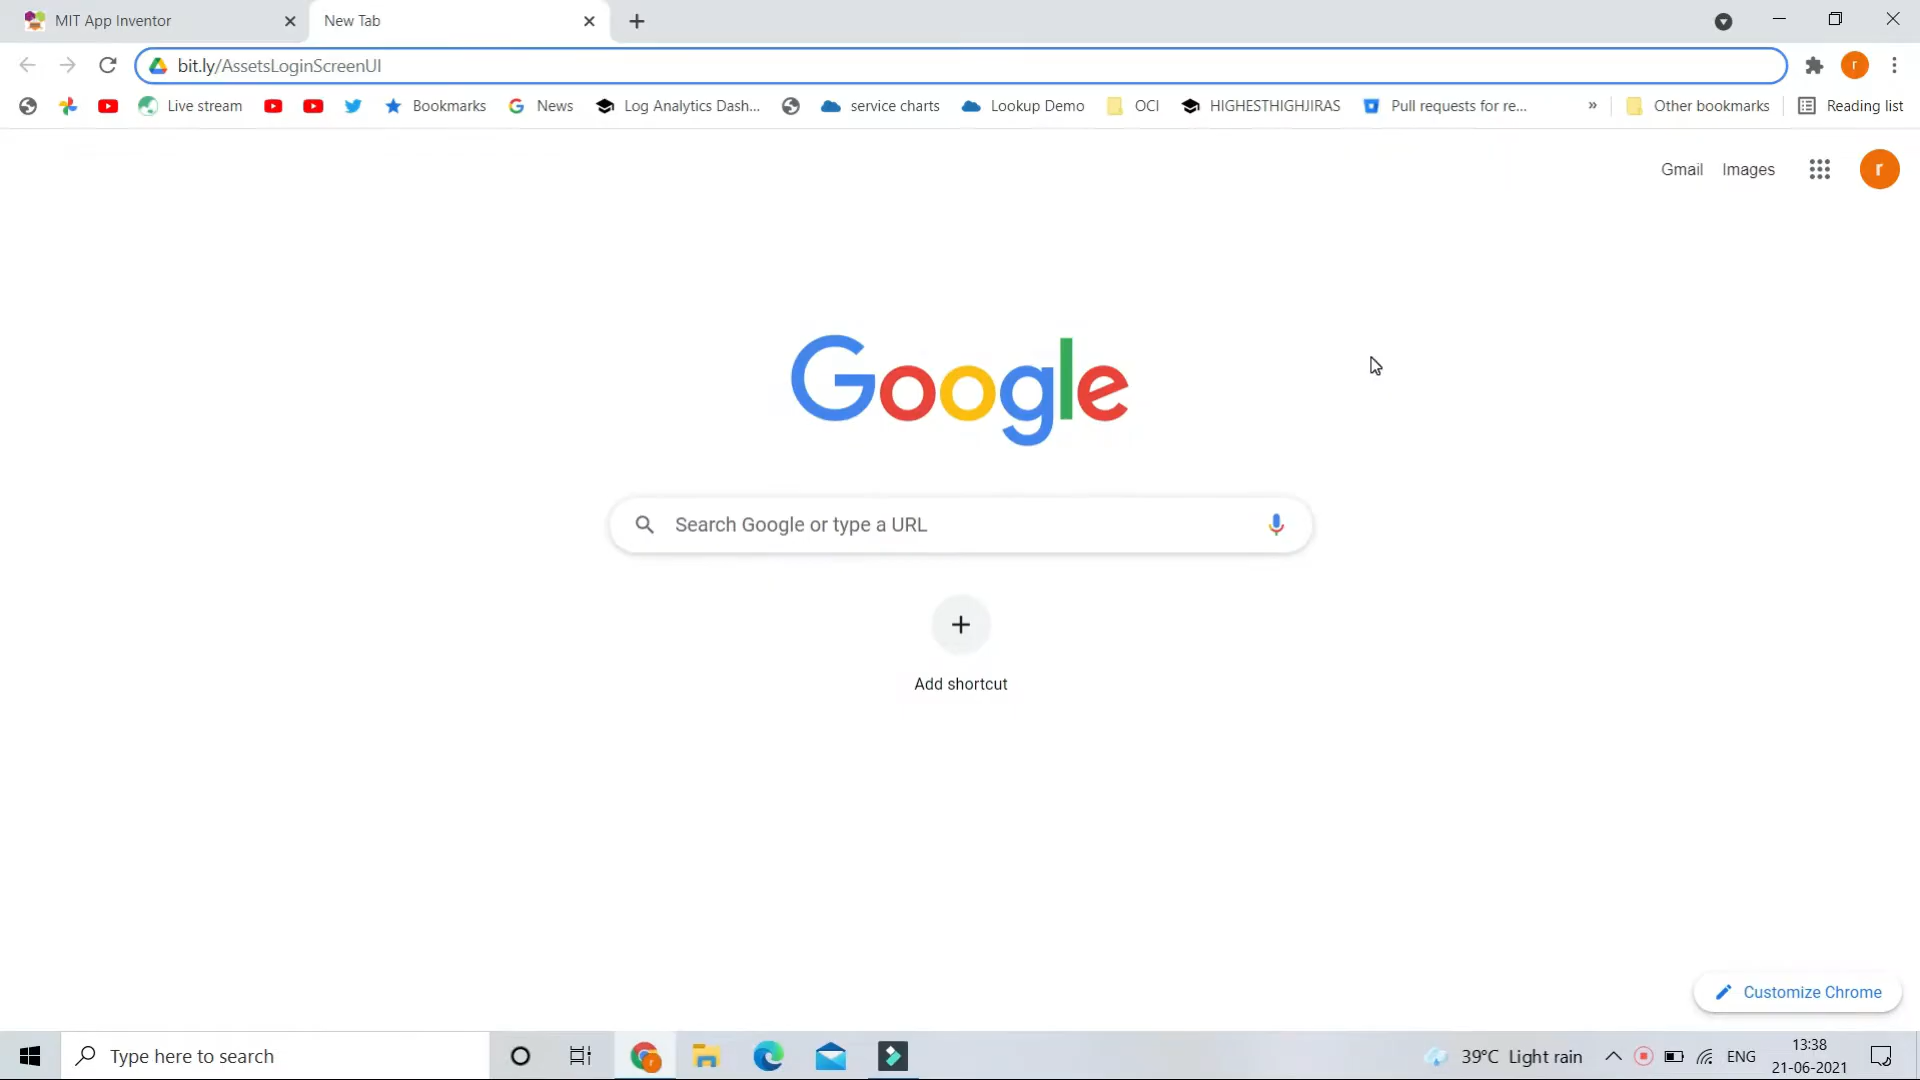 MIT App Inventor
New Tab
bit.ly/AssetsLoginScreenUI
r
Live stream
Bookmarks
News
Log Analytics Dash...
service charts
Lookup Demo
OCI
HIGHESTHIGHJIRAS
Pull requests for re...
»
Other bookmarks
Reading list
Gmail
Images
r
Google
Search Google or type a URL
Add shortcut
Customize Chrome
Type here to search
r
39°C Light rain
ENG
13:38
21-06-2021